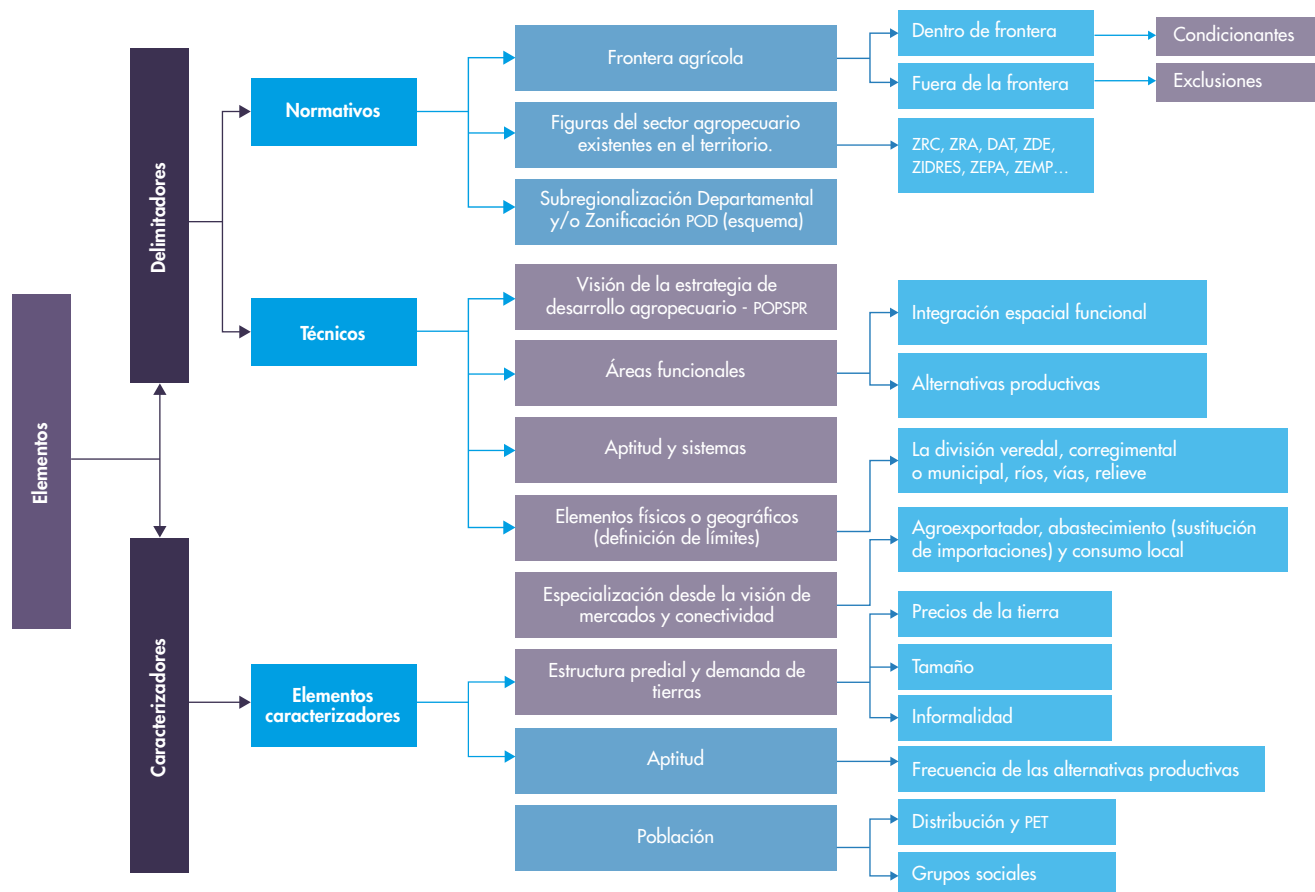 Elementos
Delimitadores
Caracterizadores
Normativos
Técnicos
Elementos
caracterizadores
Frontera agrícola
Figuras del sector agropecuario
existentes en el territorio.
Subregionalización Departamental
y/o Zonificación POD (esquema)
Visión de la estrategia de
desarrollo agropecuario - POPSPR
Áreas funcionales
Aptitud y sistemas
Elementos físicos o geográficos
(definición de límites)
Especialización desde la visión de
mercados y conectividad
Estructura predial y demanda de
tierras
Aptitud
Población
Dentro de frontera
Fuera de la frontera
ZRC, ZRA, DAT, ZDE,
ZIDRES, ZEPA, ZEMP...
Integración espacial funcional
Alternativas productivas
La división veredal, corregimental
o municipal, ríos, vías, relieve
Agroexportador, abastecimiento (sustitución
de importaciones) y consumo local
Precios de la tierra
Tamaño
Informalidad
Frecuencia de las alternativas productivas
Distribución y PET
Grupos sociales
Condicionantes
Exclusiones